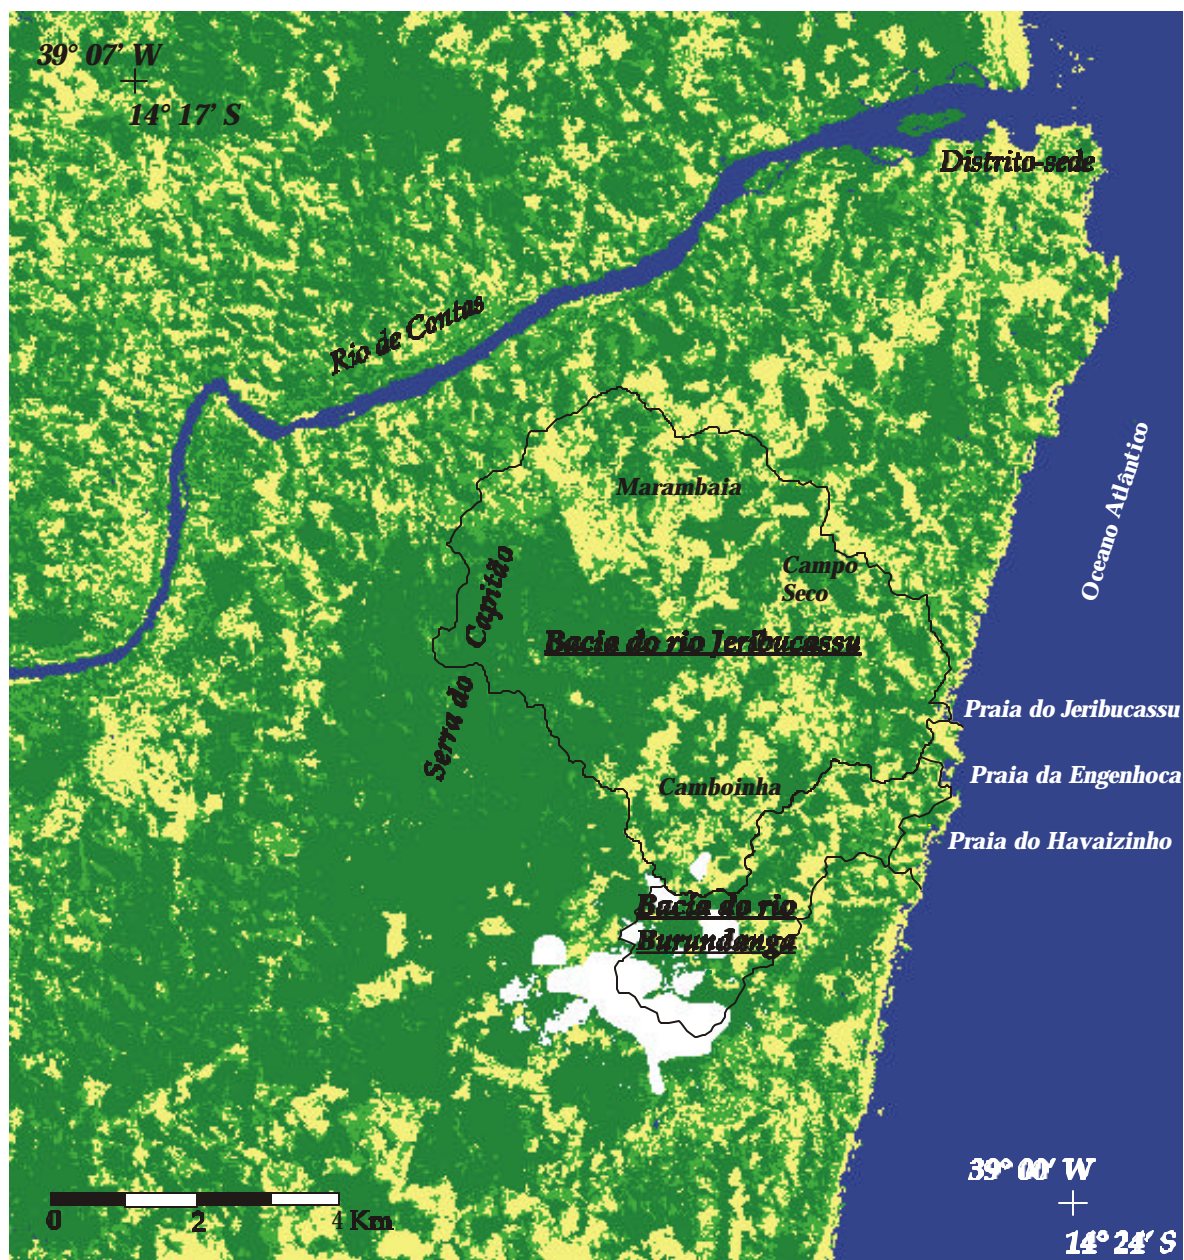 39° 07' W
14° 17' S
Distrito-sede
Rio de Contas
Oceano Atlântico
Marambaia
Campo
Seco
Serra do Capitão
Bacia do rio Jeribucassu
Praia do Jeribucassu
Praia da Engenhoca
Camboinha
Praia do Havaizinho
Bacia do rio
Burundanga
39° 00' W
0 2 4 Km
14° 24' S